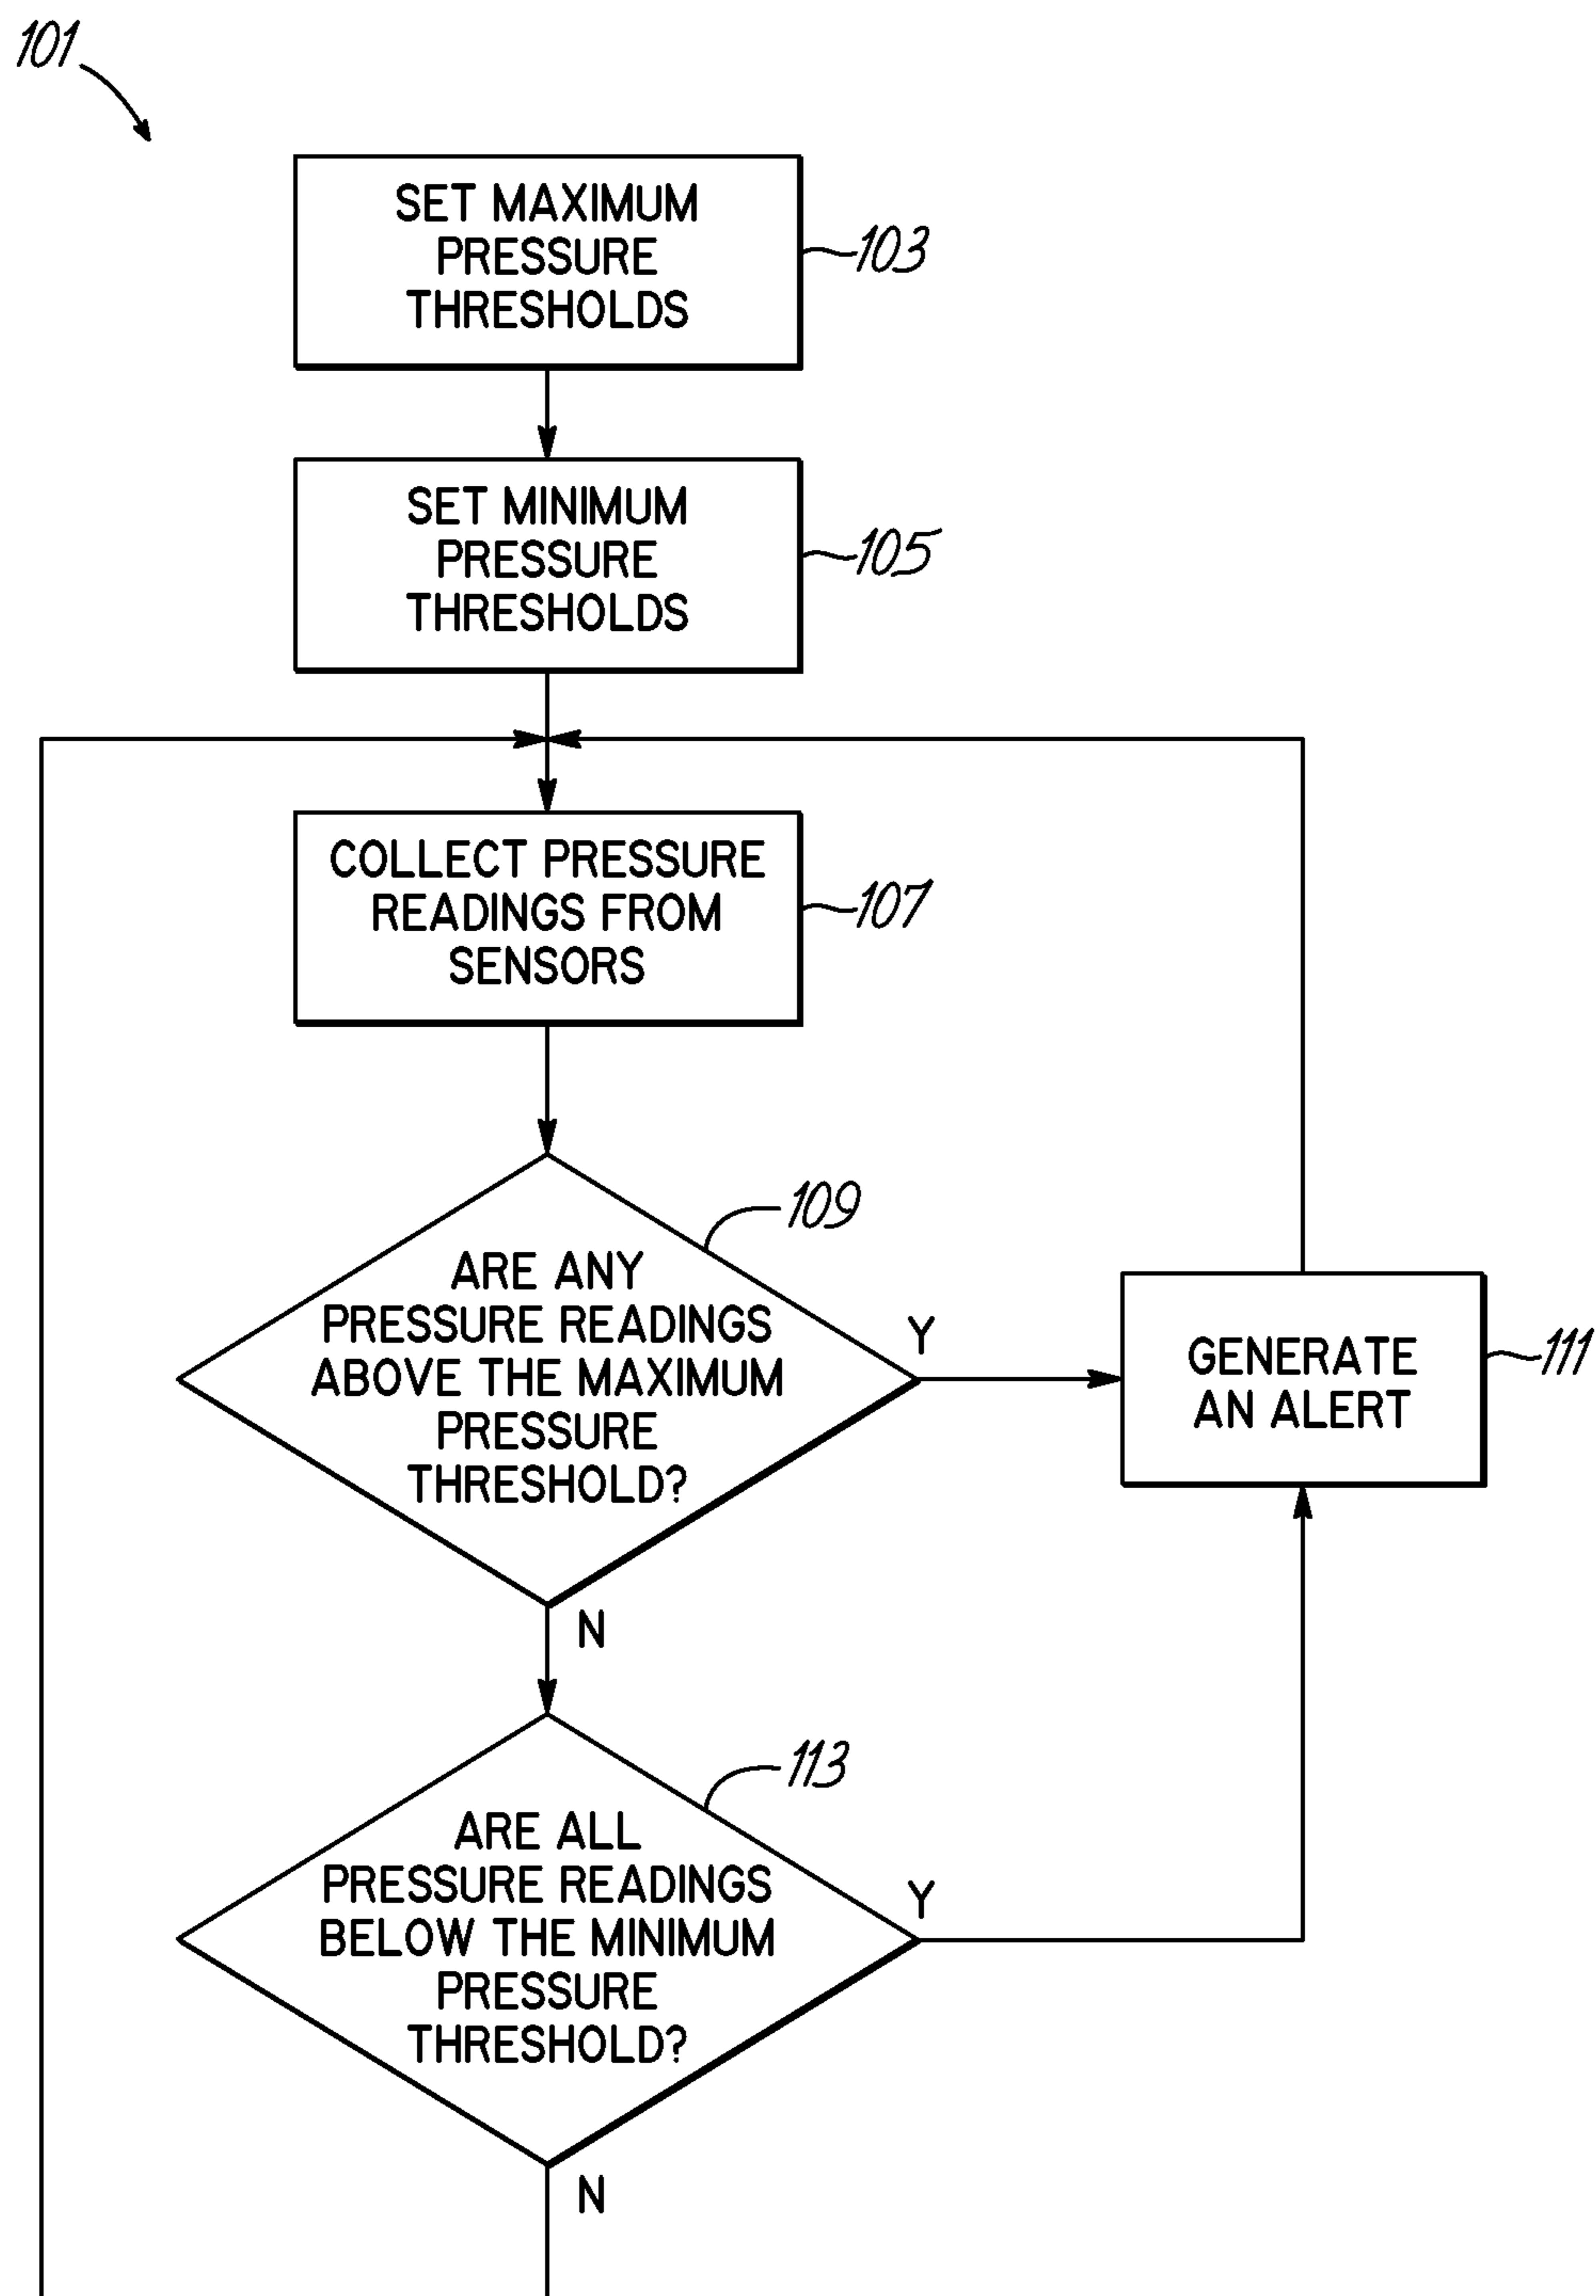 101
SET MAXIMUM
PRESSURE
THRESHOLDS
103
SET MINIMUM
PRESSURE
THRESHOLDS
105
COLLECT PRESSURE
READINGS FROM
SENSORS
107
109
ARE ANY
PRESSURE READINGS
ABOVE THE MAXIMUM
PRESSURE
THRESHOLD?
Y
GENERATE
AN ALERT
111
N
113
ARE ALL
PRESSURE READINGS
BELOW THE MINIMUM
PRESSURE
THRESHOLD?
Y
N